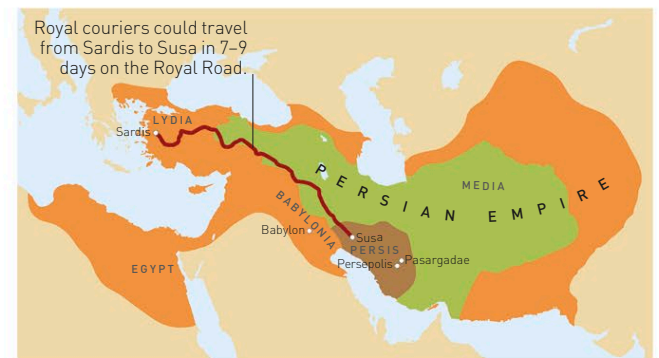 Royal couriers could travel
from Sardis to Susa in 7–9
days on the Royal Road.
LYDIA
Sardis
PERSIAN EMPIRE
MEDIA
BABYLONIA
Babylon
Susa
PERSIS
Persepolis
Pasargadae
EGYPT